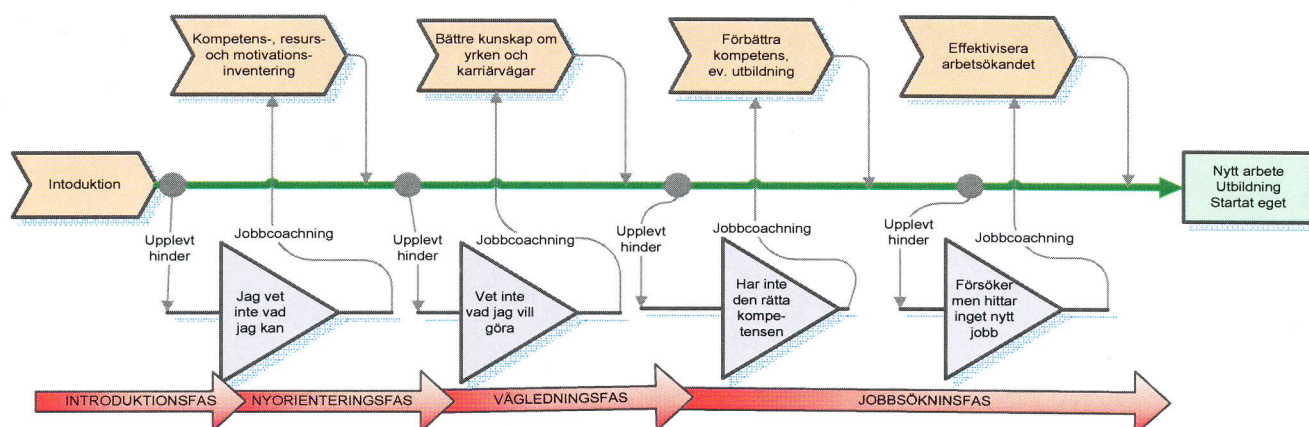 Kompetens-, resurs-
och motivations-
inventering
Bättre kunskap om
yrken och
karriärvägar
Förbättra
kompetens,
ev. utbildning
Effektivisera
arbetsökandet
Intoduktion
Nytt arbete
Utbildning
Startat eget
Upplevt
hinder
Jobbcoachning
Upplevt
hinder
Jobbcoachning
Upplevt
hinder
Jobbcoachning
Upplevt
hinder
Jobbcoachning
Jag vet
inte vad
jag kan
Vet inte
vad jag vill
göra
Har inte
den rätta
kompe-
tensen
Försöker
men hittar
inget nytt
jobb
INTRODUKTIONSFAS
NYORIENTERINGSFAS
VÄGLEDNINGSFAS
JOBBSÖKNINSFAS